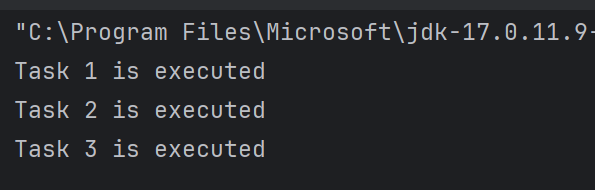 "C:\Program Files\Microsoft\jdk-17.0.11.9-
Task 1 is executed
Task 2 is executed
Task 3 is executed